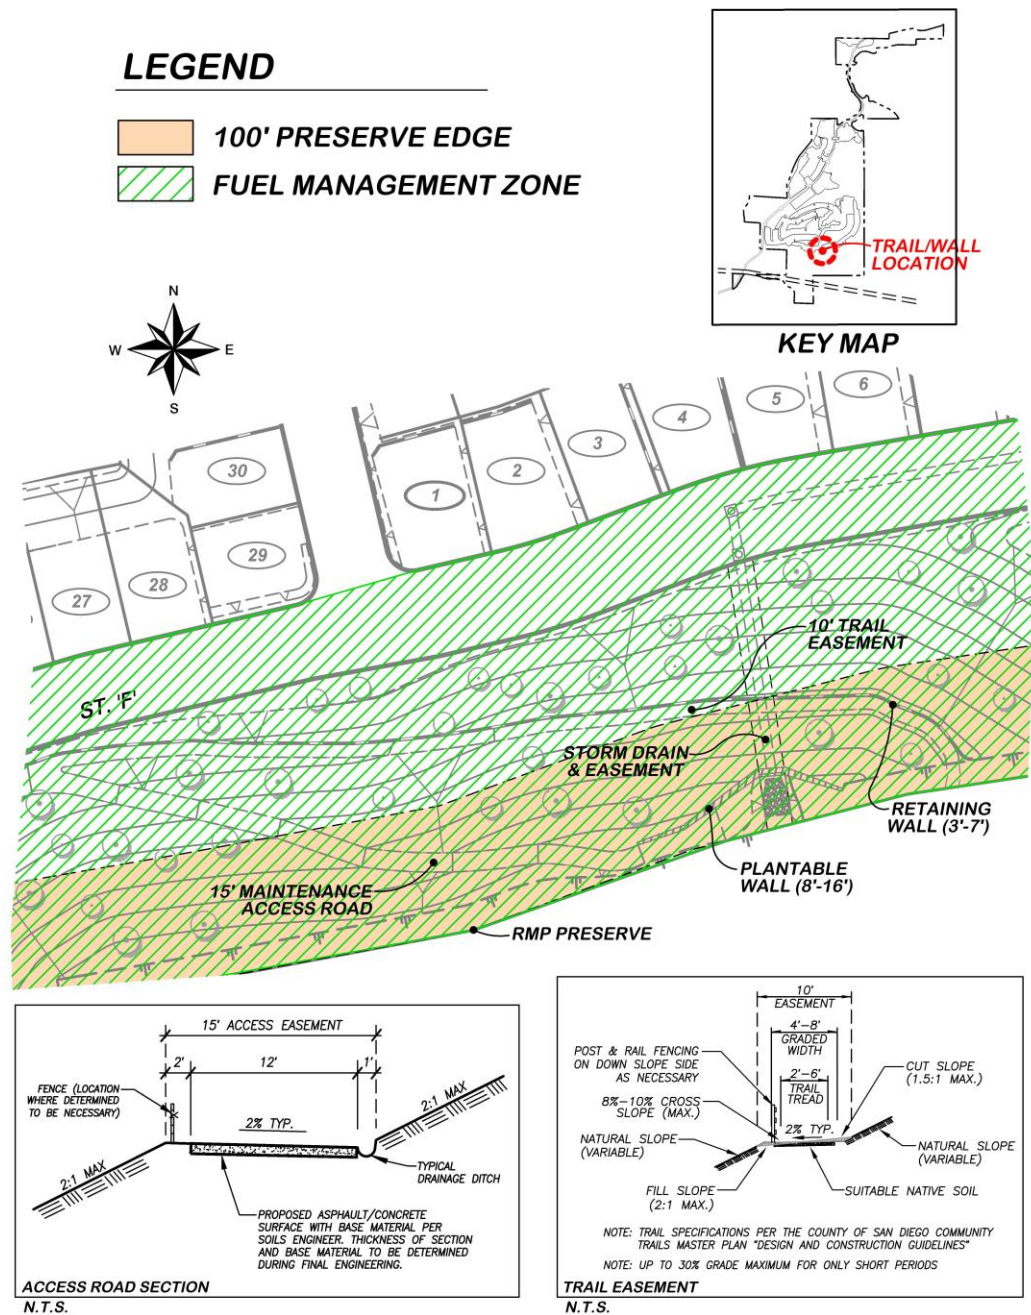 LEGEND
100' PRESERVE EDGE
FUEL MANAGEMENT ZONE
TRAIL/WALL
LOCATION
KEY MAP
N
W
E
S
6
5
4
3
2
1
30
29
28
27
ST. 'F'
10' TRAIL
EASEMENT
STORM DRAIN
& EASEMENT
RETAINING
WALL (3'-7')
PLANTABLE
WALL (8'-16')
15' MAINTENANCE
ACCESS ROAD
RMP PRESERVE
15' ACCESS EASEMENT
2'
12'
1'
FENCE (LOCATION
WHERE DETERMINED
TO BE NECESSARY)
2:1 MAX
2% TYP.
2:1 MAX
TYPICAL
DRAINAGE DITCH
PROPOSED ASPHAULT/CONCRETE
SURFACE WITH BASE MATERIAL PER
SOILS ENGINEER. THICKNESS OF SECTION
AND BASE MATERIAL TO BE DETERMINED
DURING FINAL ENGINEERING.
ACCESS ROAD SECTION
N.T.S.
10'
EASEMENT
4'-8'
GRADED
WIDTH
2'-6'
TRAIL
TREAD
POST & RAIL FENCING
ON DOWN SLOPE SIDE
AS NECESSARY
CUT SLOPE
(1.5:1 MAX.)
8%-10% CROSS
SLOPE (MAX.)
2% TYP.
NATURAL SLOPE
(VARIABLE)
NATURAL SLOPE
(VARIABLE)
FILL SLOPE
(2:1 MAX.)
SUITABLE NATIVE SOIL
NOTE: TRAIL SPECIFICATIONS PER THE COUNTY OF SAN DIEGO COMMUNITY
TRAILS MASTER PLAN "DESIGN AND CONSTRUCTION GUIDELINES"
NOTE: UP TO 30% GRADE MAXIMUM FOR ONLY SHORT PERIODS
TRAIL EASEMENT
N.T.S.